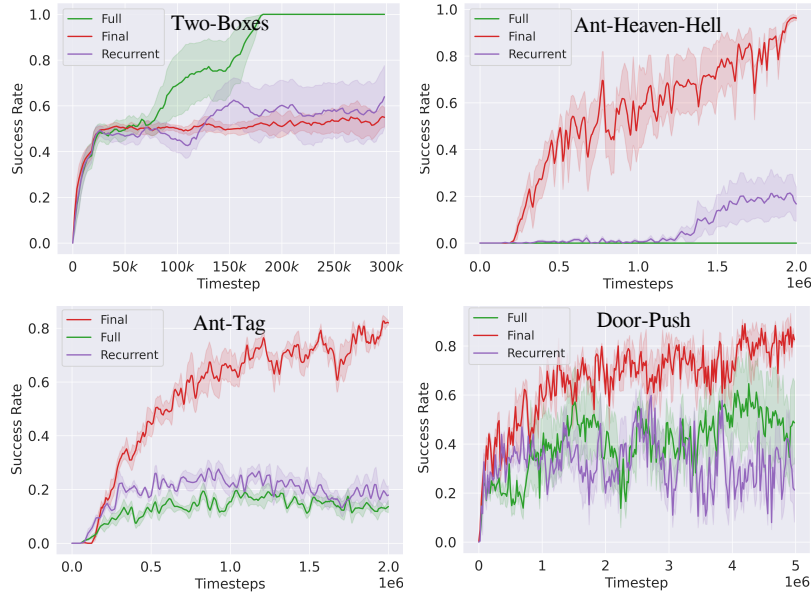 Two-Boxes
Full
Final
Recurrent
Success Rate
1.0
0.8
0.6
0.4
0.2
0.0
0 50k 100k 150k 200k 250k 300k
Timestep
Ant-Heaven-Hell
Full
Final
Recurrent
Success Rate
1.0
0.8
0.6
0.4
0.2
0.0
0.0 0.5 1.0 1.5 2.0
Timesteps 1e6
Ant-Tag
Final
Full
Recurrent
Success Rate
0.8
0.6
0.4
0.2
0.0
0.0 0.5 1.0 1.5 2.0
Timesteps 1e6
Door-Push
Full
Final
Recurrent
Success Rate
0.8
0.6
0.4
0.2
0.0
0 1 2 3 4 5
Timestep 1e6